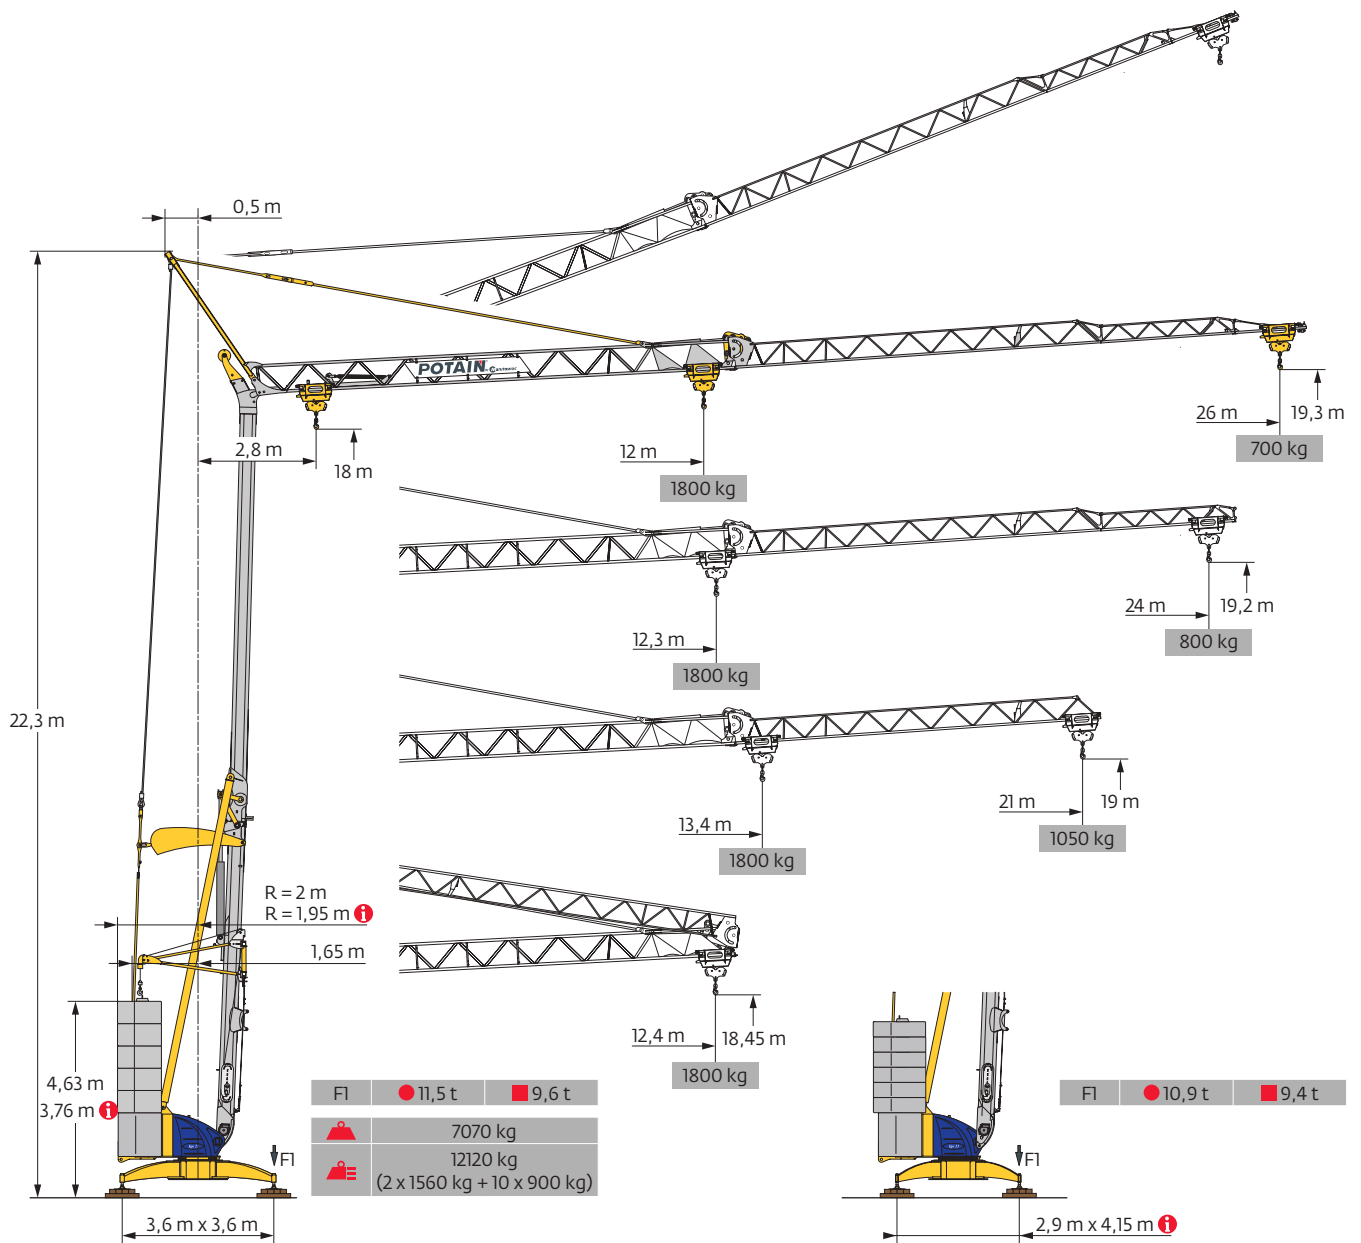 0,5 m
POTAIN
Manitowoc
2,8 m
18 m
12 m
1800 kg
26 m
19,3 m
700 kg
12,3 m
1800 kg
24 m
19,2 m
800 kg
22,3 m
13,4 m
1800 kg
21 m
19 m
1050 kg
R = 2 m
R = 1,95 m i
1,65 m
12,4 m
18,45 m
1800 kg
4,63 m
3,76 m i
F1 11,5 t 9,6 t
7070 kg
12120 kg
(2 x 1560 kg + 10 x 900 kg)
F1
3,6 m x 3,6 m
F1 10,9 t 9,4 t
F1
2,9 m x 4,15 m i